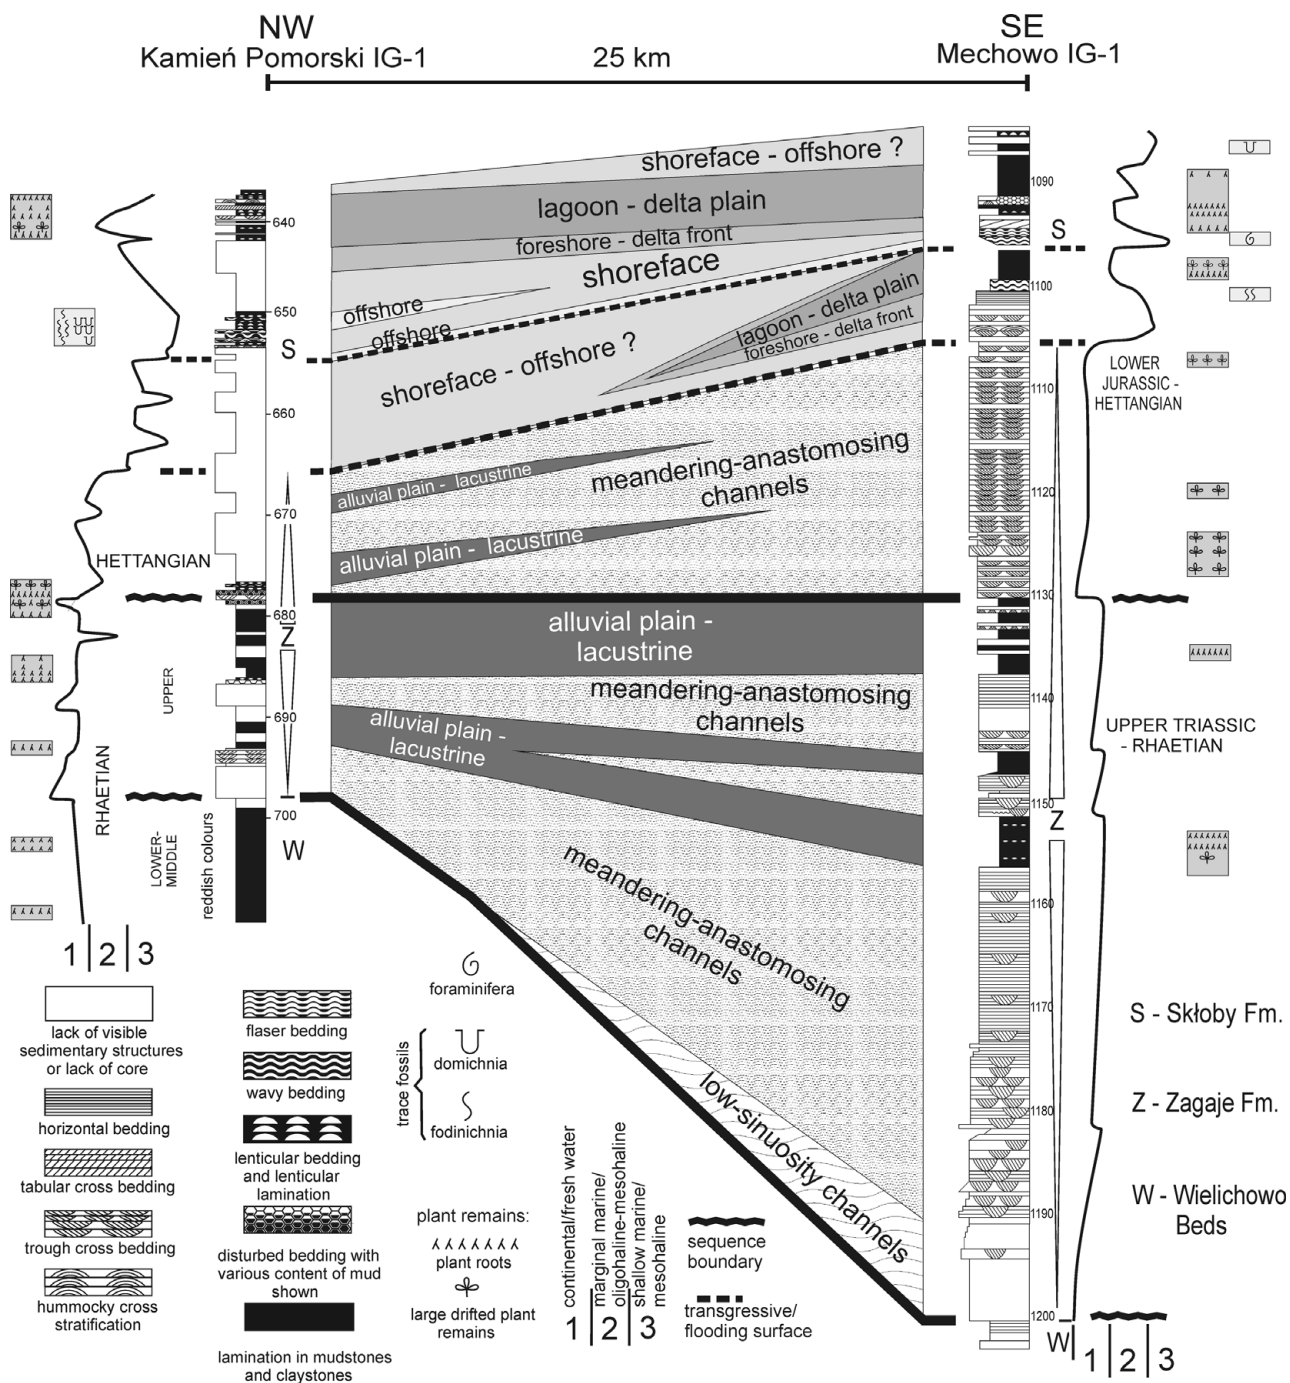 NW
Kamień Pomorski IG-1
25 km
SE
Mechowo IG-1
shoreface - offshore ?
lagoon - delta plain
foreshore - delta front
shoreface
offshore
offshore
shoreface - offshore ?
lagoon - delta plain
foreshore - delta front
meandering-anastomosing
channels
alluvial plain - lacustrine
alluvial plain - lacustrine
alluvial plain -
lacustrine
meandering-anastomosing
channels
alluvial plain -
lacustrine
meandering-anastomosing
channels
low-sinuosity channels
640
650
660
670
680
690
700
S
Z
W
HETTANGIAN
UPPER
RHAETIAN
LOWER-
MIDDLE
reddish colours
1 2 3
1090
1100
1110
1120
1130
1140
1150
1160
1170
1180
1190
1200
S
Z
W
LOWER
JURASSIC -
HETTANGIAN
UPPER TRIASSIC
- RHAETIAN
S - Skłoby Fm.
Z - Zagaje Fm.
W - Wielichowo
Beds
1 2 3
lack of visible
sedimentary structures
or lack of core
horizontal bedding
tabular cross bedding
trough cross bedding
hummocky cross
stratification
flaser bedding
wavy bedding
lenticular bedding
and lenticular
lamination
disturbed bedding with
various content of mud
shown
lamination in mudstones
and claystones
foraminifera
trace fossils
domichnia
fodinichnia
plant remains:
plant roots
large drifted plant
remains
continental/fresh water
marginal marine/
oligohaline-mesohaline
shallow marine/
mesohaline
1 2 3
sequence
boundary
transgressive/
flooding surface